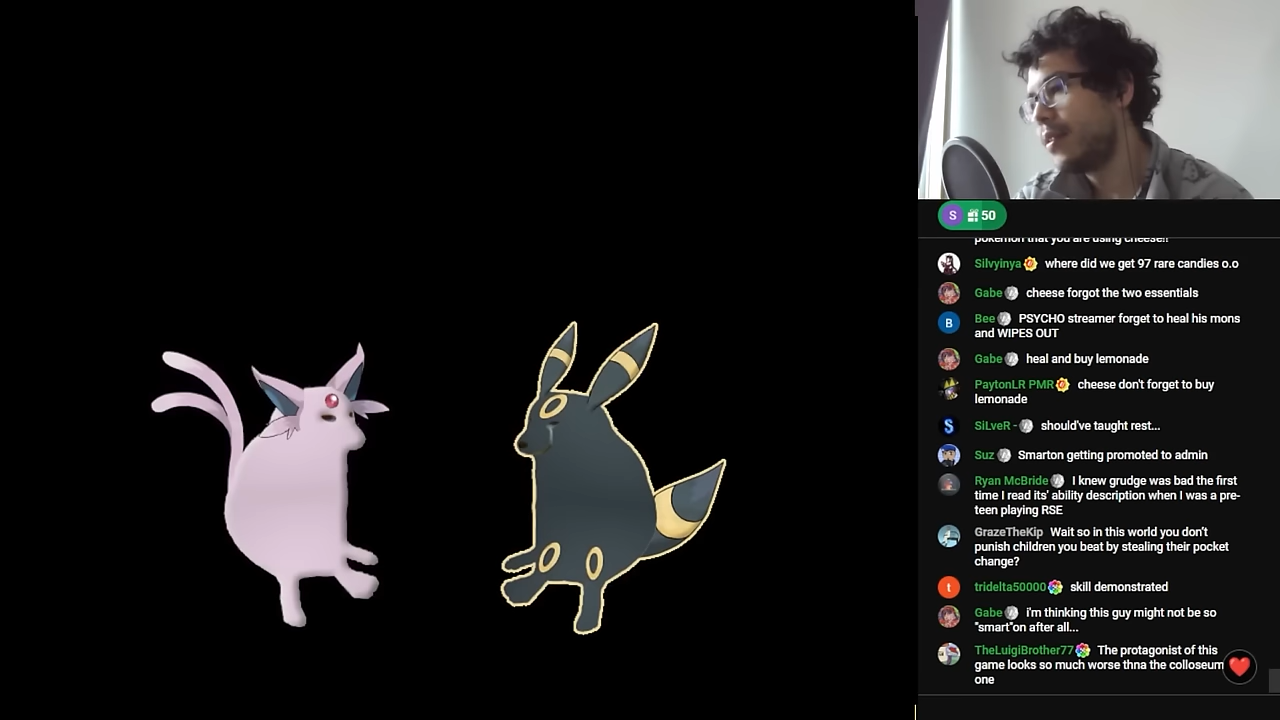 S 50
pokemon that you are using cheese!!
Silvyinya where did we get 97 rare candies o.o
Gabe cheese forgot the two essentials
B Bee PSYCHO streamer forget to heal his mons
and WIPES OUT
Gabe heal and buy lemonade
PaytonLR PMR cheese don't forget to buy
lemonade
S SiLveR - should've taught rest...
Suz Smarton getting promoted to admin
Ryan McBride I knew grudge was bad the first
time I read its' ability description when I was a pre-
teen playing RSE
GrazeTheKip Wait so in this world you don't
punish children you beat by stealing their pocket
change?
t tridelta50000 skill demonstrated
Gabe i'm thinking this guy might not be so
"smart"on after all...
TheLuigiBrother77 The protagonist of this
game looks so much worse thna the colloseum
one